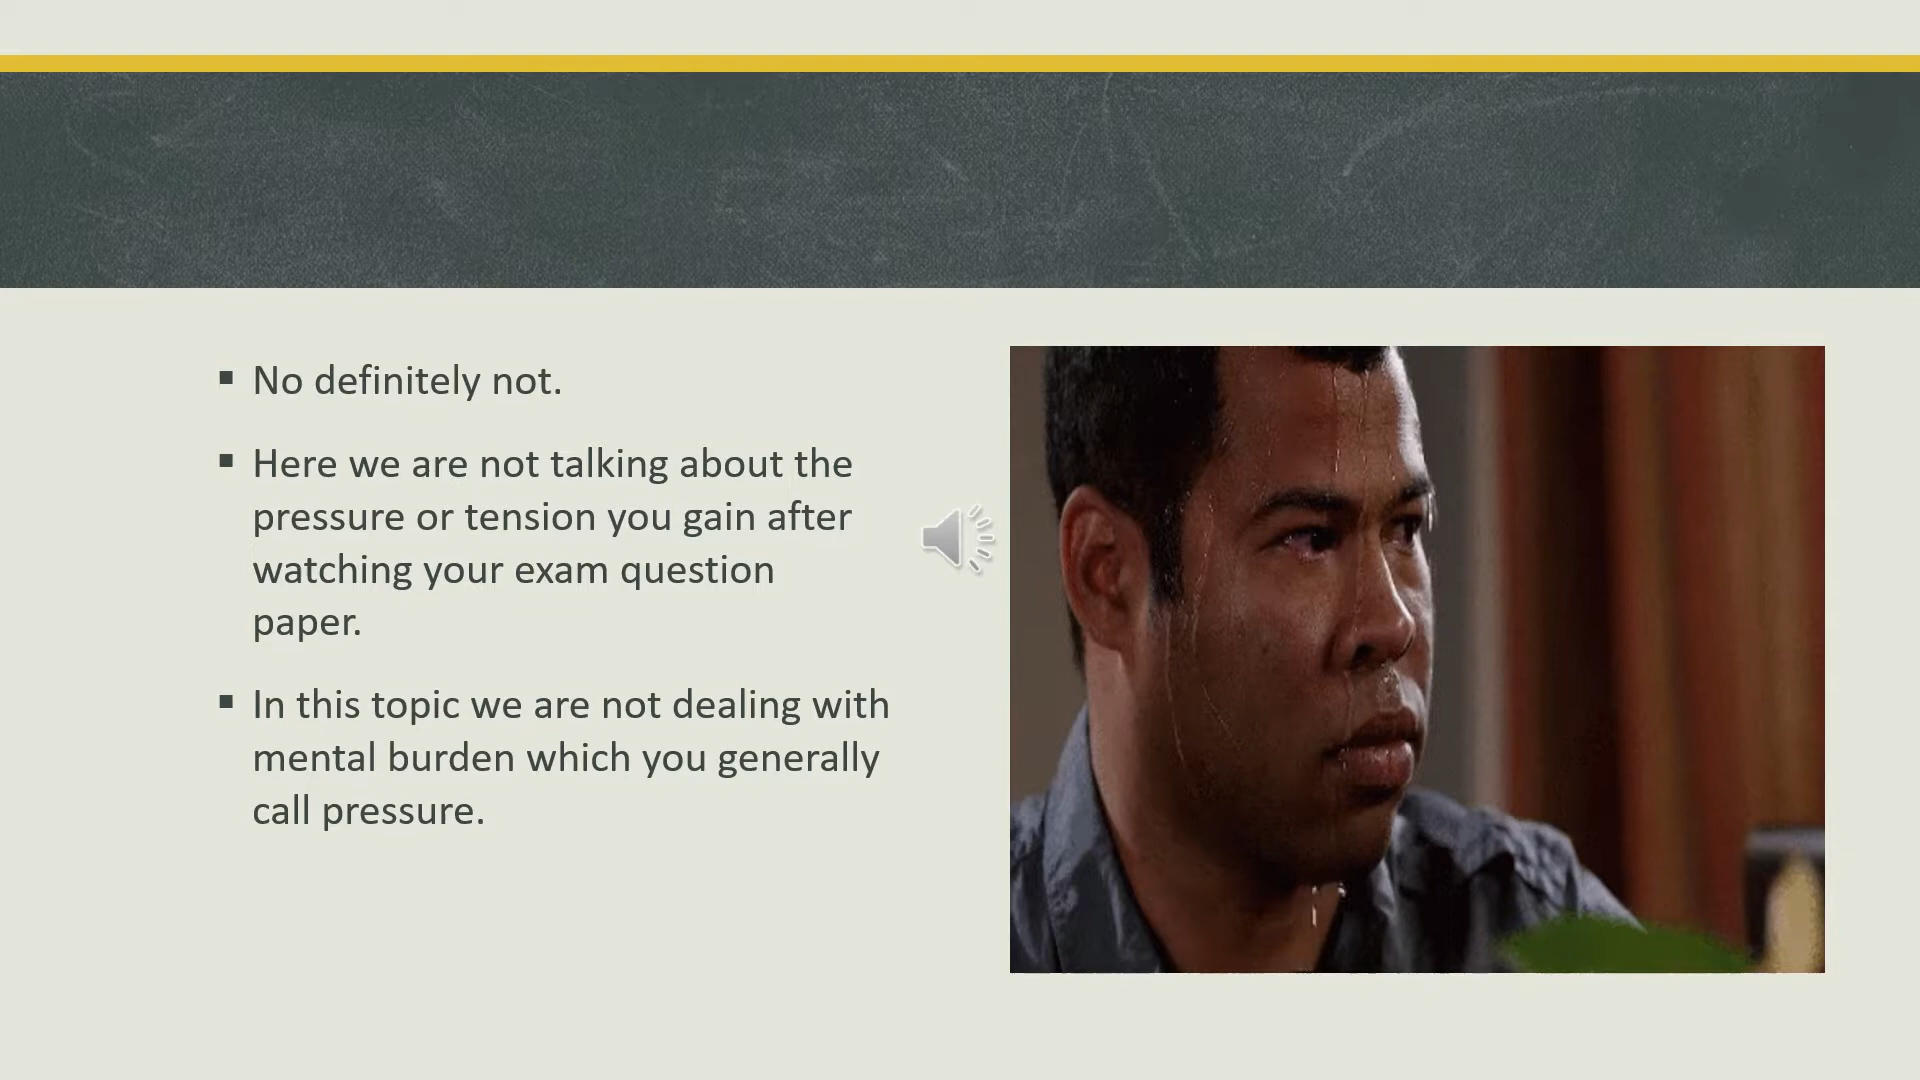 ▪ No definitely not.
▪ Here we are not talking about the
pressure or tension you gain after
watching your exam question
paper.
▪ In this topic we are not dealing with
mental burden which you generally
call pressure.